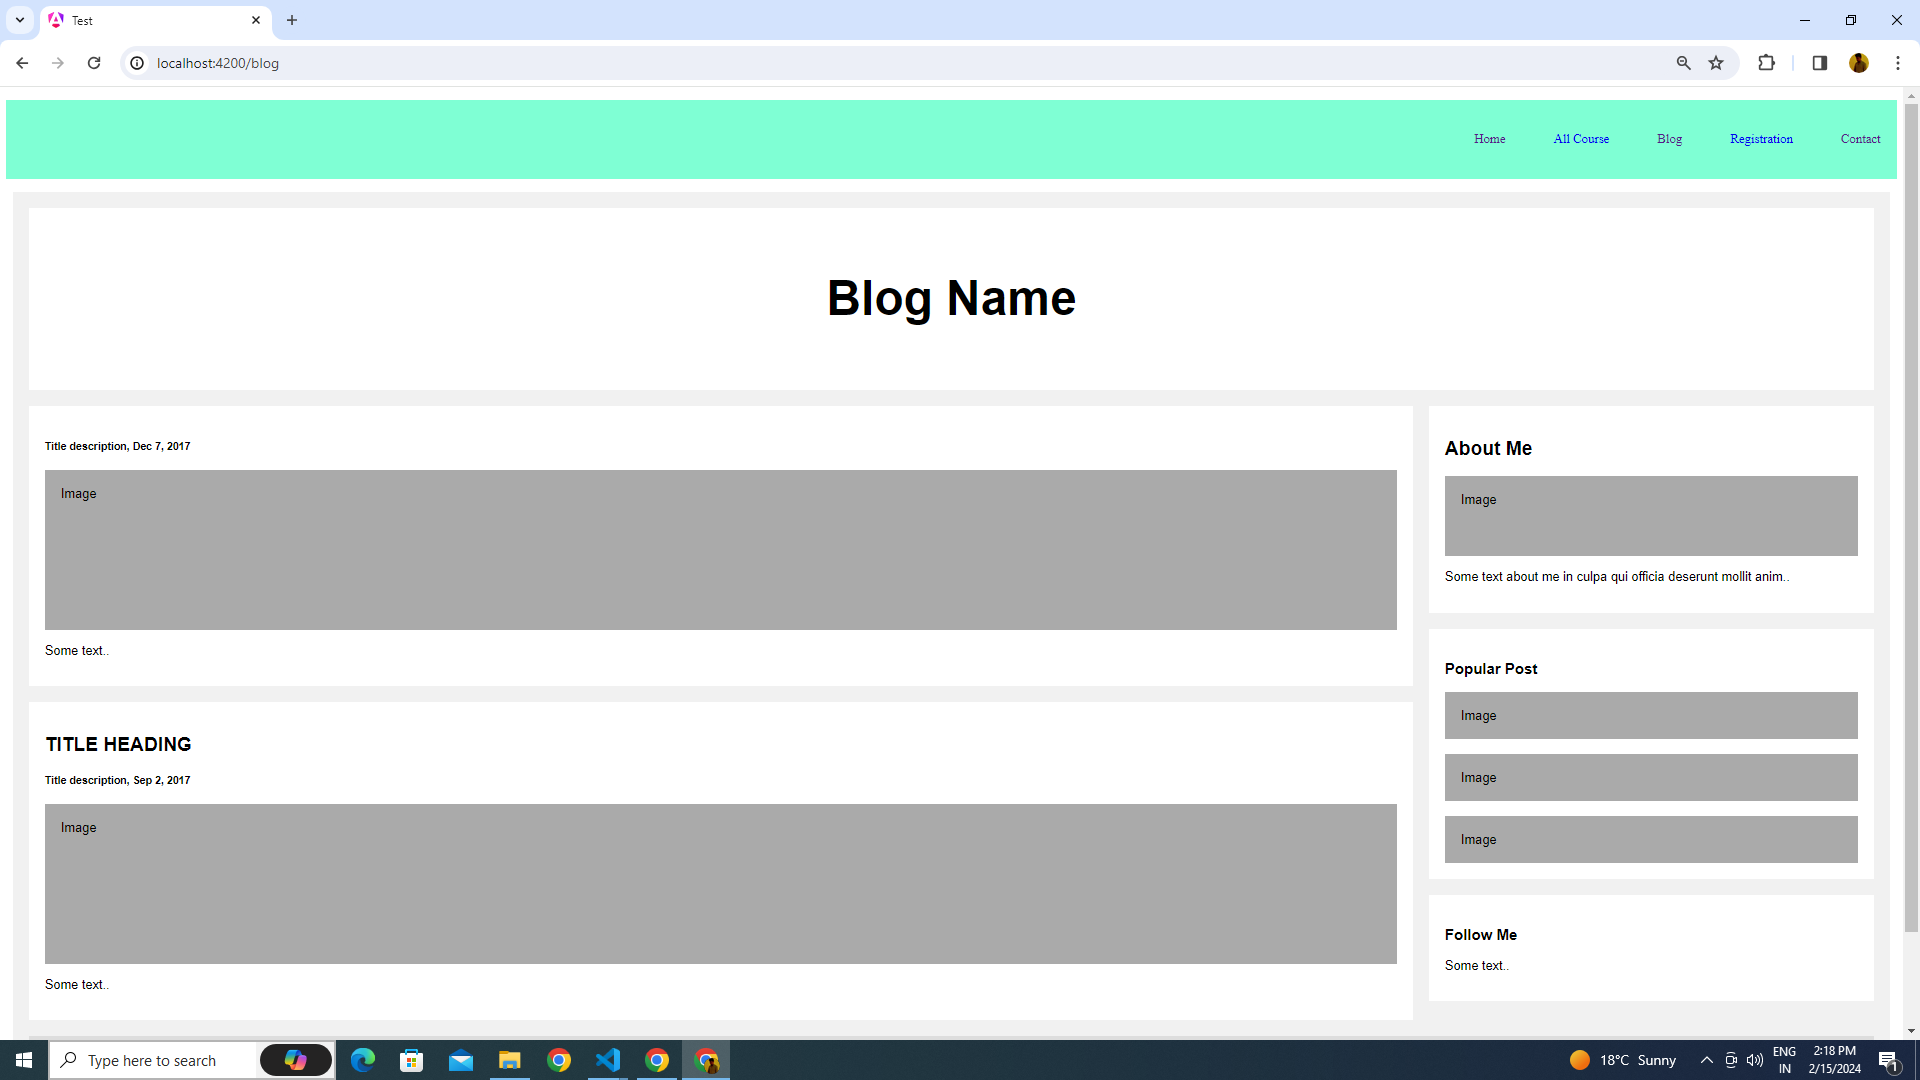 Test
localhost:4200/blog
Home All Course Blog Registration Contact
Blog Name
Title description, Dec 7, 2017
Image
Some text..
TITLE HEADING
Title description, Sep 2, 2017
Image
Some text..
About Me
Image
Some text about me in culpa qui officia deserunt mollit anim..
Popular Post
Image
Image
Image
Follow Me
Some text..
Type here to search
18°C Sunny
ENG
IN
2:18 PM
2/15/2024
1